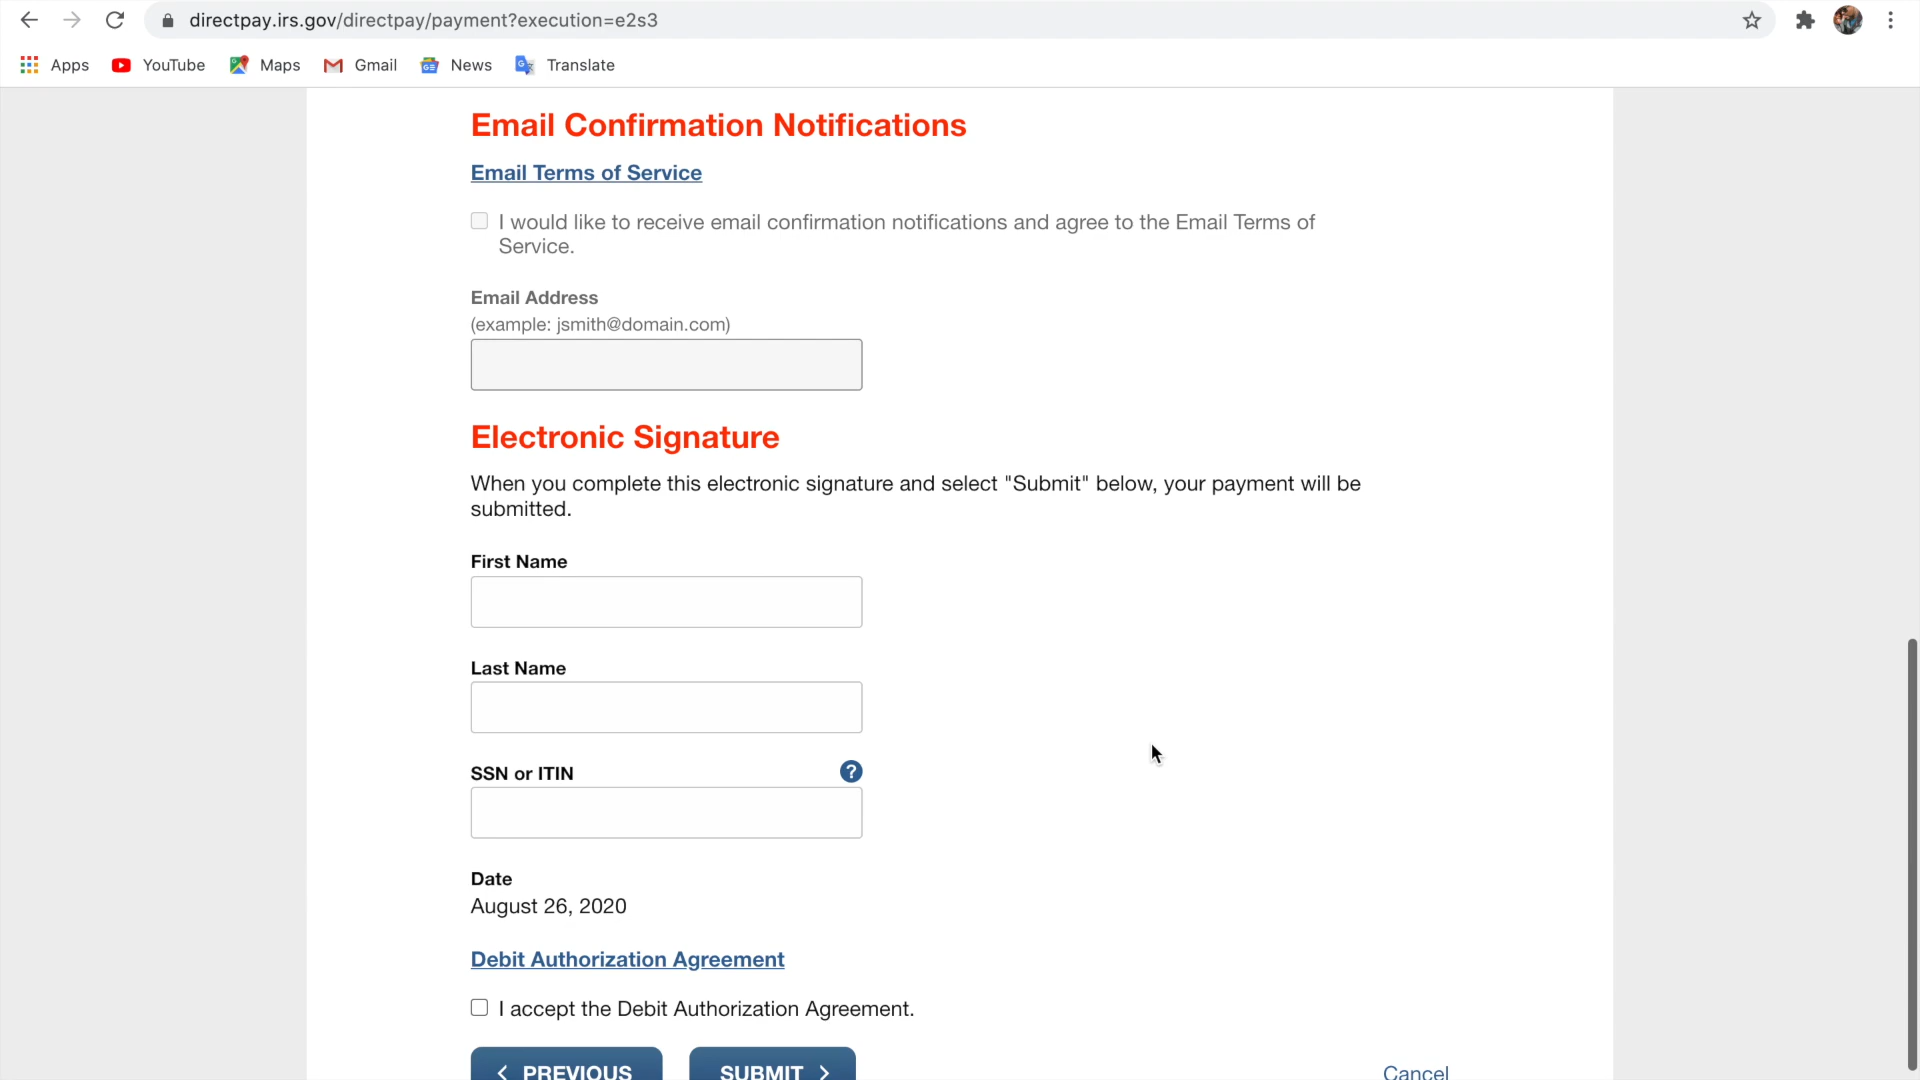 directpay.irs.gov/directpay/payment?execution=e2s3
Apps YouTube Maps Gmail News Translate
Email Confirmation Notifications
Email Terms of Service
I would like to receive email confirmation notifications and agree to the Email Terms of
Service.
Email Address
(example: jsmith@domain.com)
Electronic Signature
When you complete this electronic signature and select "Submit" below, your payment will be
submitted.
First Name
Last Name
SSN or ITIN ?
Date
August 26, 2020
Debit Authorization Agreement
I accept the Debit Authorization Agreement.
PREVIOUS SUBMIT Cancel